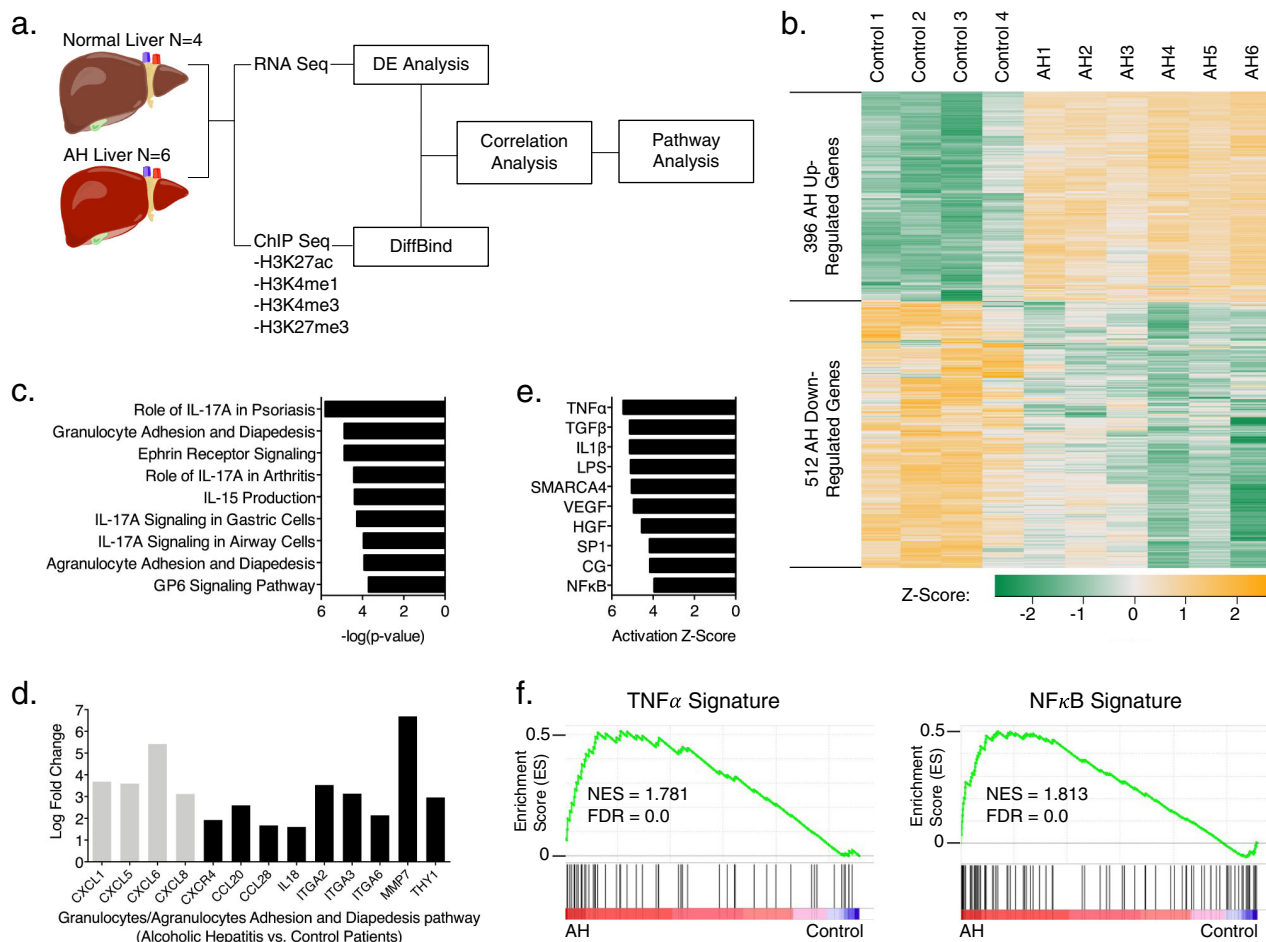 a.
Normal Liver N=4
AH Liver N=6
RNA Seq
DE Analysis
Correlation
Analysis
Pathway
Analysis
ChIP Seq
-H3K27ac
-H3K4me1
-H3K4me3
-H3K27me3
DiffBind
b.
Control 1
Control 2
Control 3
Control 4
AH1
AH2
AH3
AH4
AH5
AH6
396 AH Up-
Regulated Genes
512 AH Down-
Regulated Genes
Z-Score:
-2 -1 0 1 2
c.
Role of IL-17A in Psoriasis
Granulocyte Adhesion and Diapedesis
Ephrin Receptor Signaling
Role of IL-17A in Arthritis
IL-15 Production
IL-17A Signaling in Gastric Cells
IL-17A Signaling in Airway Cells
Agranulocyte Adhesion and Diapedesis
GP6 Signaling Pathway
6 4 2 0
-log(p-value)
e.
TNFα
TGFβ
IL1β
LPS
SMARCA4
VEGF
HGF
SP1
CG
NFκB
6 4 2 0
Activation Z-Score
d.
Log Fold Change
7
6
5
4
3
2
1
0
CXCL1
CXCL5
CXCL6
CXCL8
CXCR4
CCL20
CCL28
IL18
ITGA2
ITGA3
ITGA6
MMP7
THY1
Granulocytes/Agranulocytes Adhesion and Diapedesis pathway
(Alcoholic Hepatitis vs. Control Patients)
f.
TNFα Signature
Enrichment
Score (ES)
0.5
0
NES = 1.781
FDR = 0.0
AH Control
NFκB Signature
Enrichment
Score (ES)
0.5
0
NES = 1.813
FDR = 0.0
AH Control